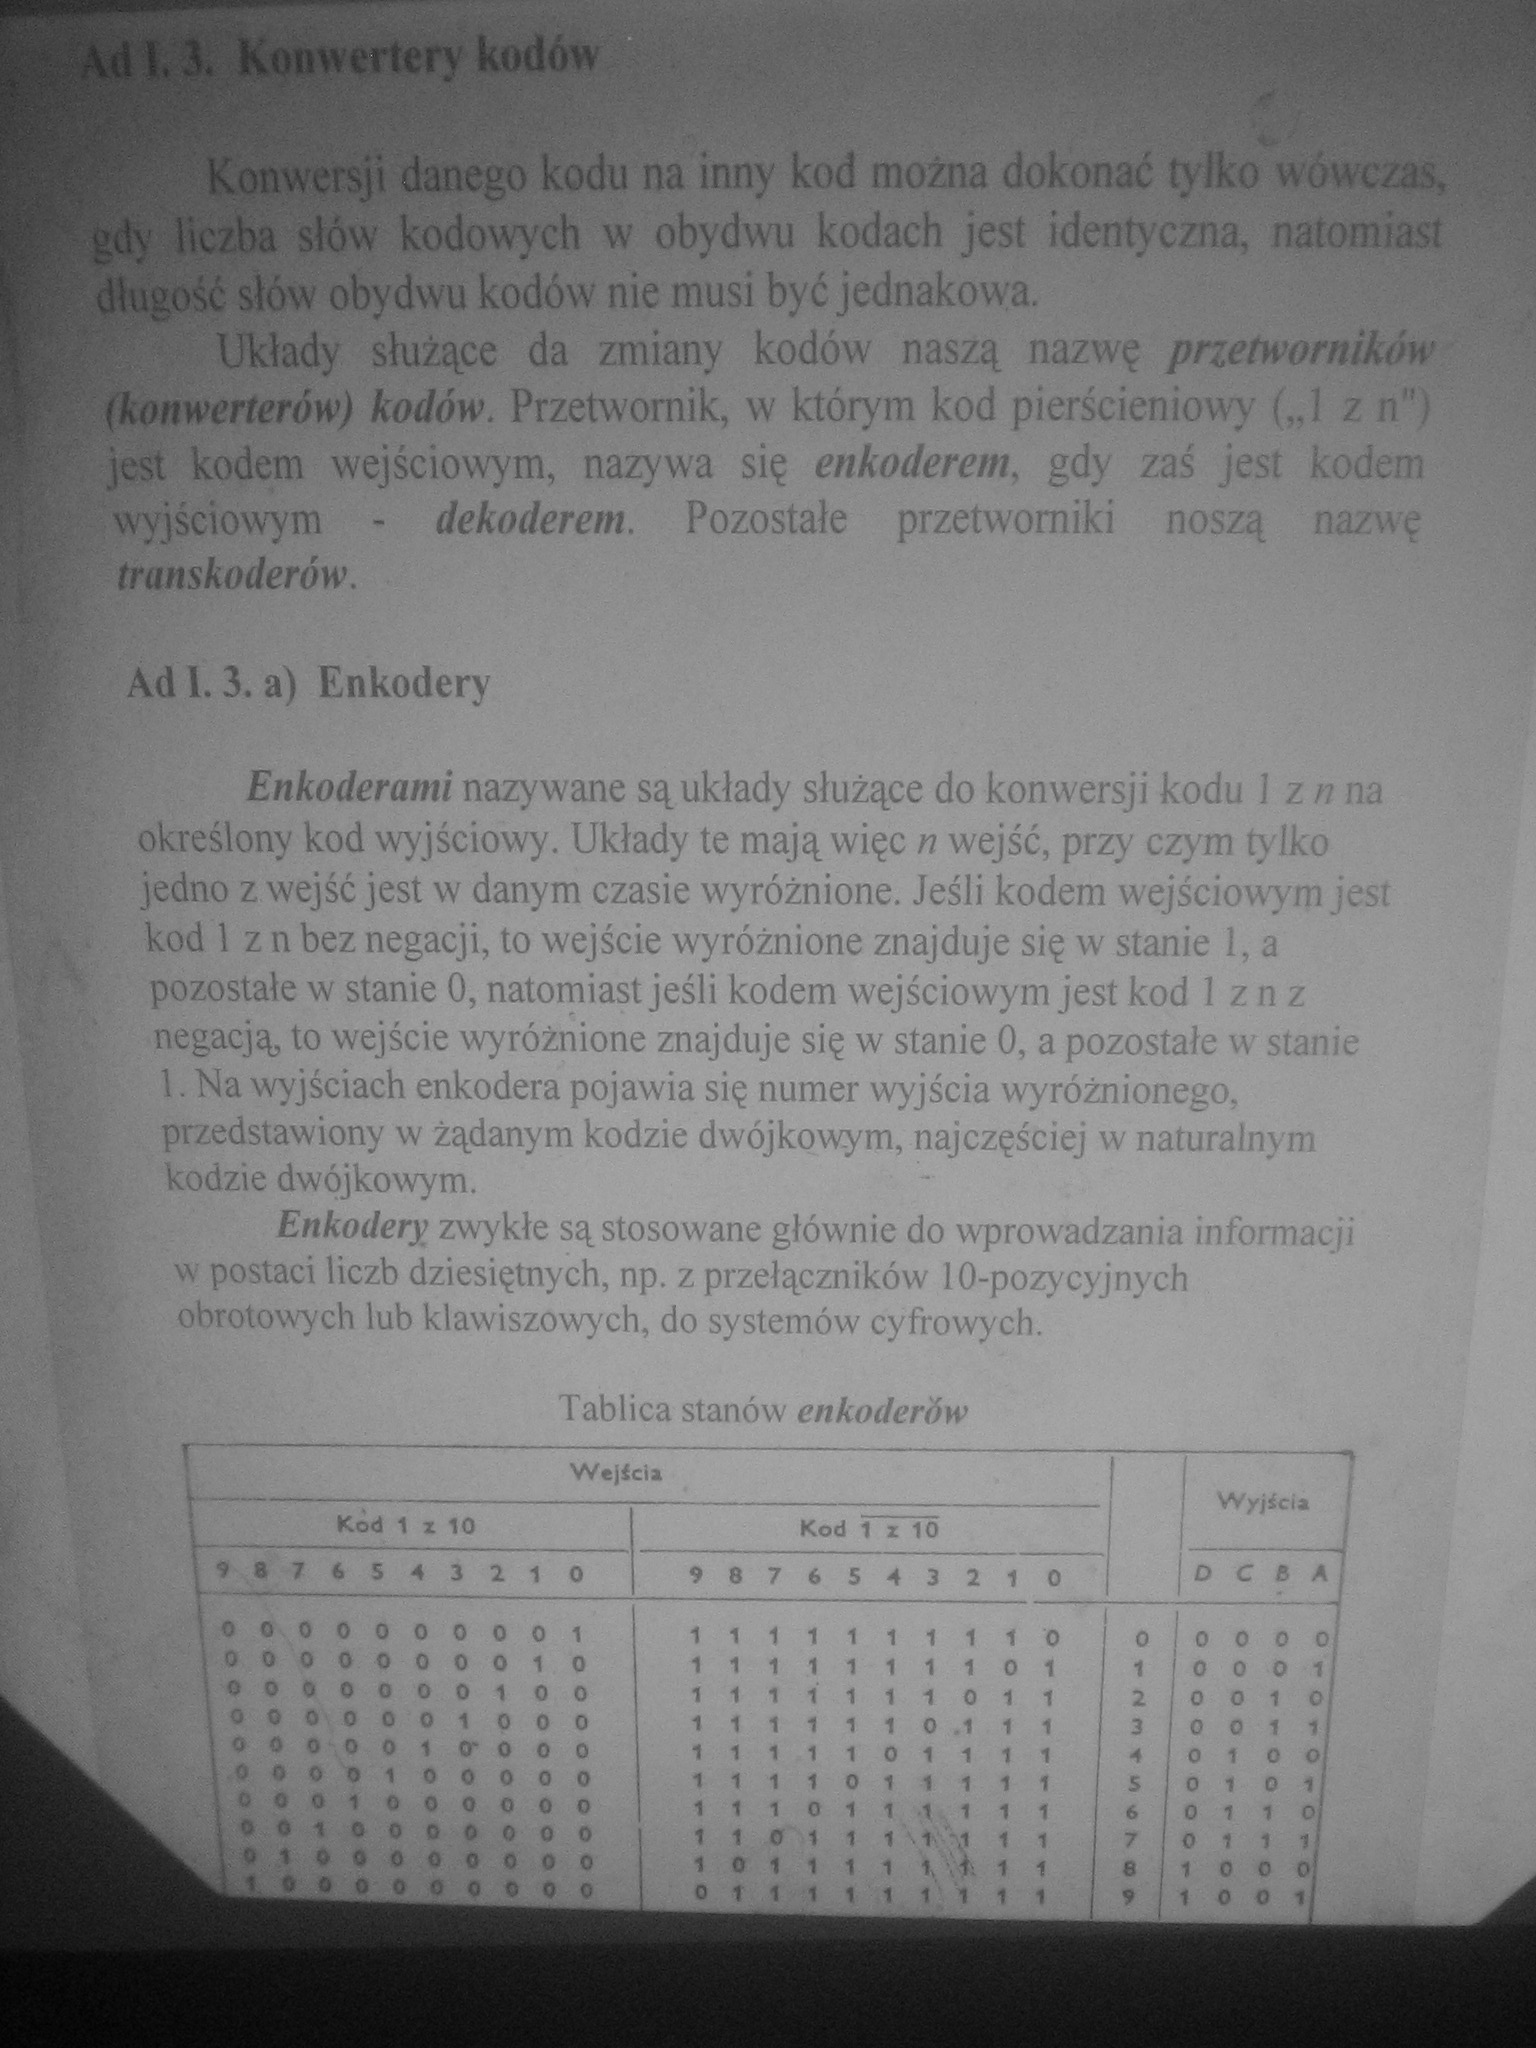 Ad I. 3. Konwertery kodów
Konwersji danego kodu na inny kod można dokonać tylko wówczas,
gdy liczba słów kodowych w obydwu kodach jest identyczna, natomiast
długość słów obydwu kodów nie musi być jednakowa.
Układy służące da zmiany kodów naszą nazwę przetworników
(konwerterów) kodów. Przetwornik, w którym kod pierścieniowy („1 z n")
jest kodem wejściowym, nazywa się enkoderem, gdy zaś jest kodem
wyjściowym - dekoderem. Pozostałe przetworniki noszą nazwę
transkoderów.
Ad I. 3. a) Enkodery
Enkoderami nazywane są układy służące do konwersji kodu 1 z n na
określony kod wyjściowy. Układy te mają więc n wejść, przy czym tylko
jedno z wejść jest w danym czasie wyróżnione. Jeśli kodem wejściowym jest
kod 1 z n bez negacji, to wejście wyróżnione znajduje się w stanie 1, a
pozostałe w stanie 0, natomiast jeśli kodem wejściowym jest kod 1 z n z
negacją, to wejście wyróżnione znajduje się w stanie 0, a pozostałe w stanie
1. Na wyjściach enkodera pojawia się numer wyjścia wyróżnionego,
przedstawiony w żądanym kodzie dwójkowym, najczęściej w naturalnym
kodzie dwójkowym.
Enkodery zwykłe są stosowane głównie do wprowadzania informacji
w postaci liczb dziesiętnych, np. z przełączników 10-pozycyjnych
obrotowych lub klawiszowych, do systemów cyfrowych.
Tablica stanów enkoderów
Wejścia Wyjścia
Kod 1 z 10 Kod 1 z 10
9 8 7 6 5 4 3 2 1 0 9 8 7 6 5 4 3 2 1 0 D C B A
0 0 0 0 0 0 0 0 0 1 1 1 1 1 1 1 1 1 1 0 0 0 0 0 0
0 0 0 0 0 0 0 0 1 0 1 1 1 1 1 1 1 1 0 1 1 0 0 0 1
0 0 0 0 0 0 0 1 0 0 1 1 1 1 1 1 1 0 1 1 2 0 0 1 0
0 0 0 0 0 0 1 0 0 0 1 1 1 1 1 1 0 1 1 1 3 0 0 1 1
0 0 0 0 0 1 0 0 0 0 1 1 1 1 1 0 1 1 1 1 4 0 1 0 0
0 0 0 0 1 0 0 0 0 0 1 1 1 1 0 1 1 1 1 1 5 0 1 0 1
0 0 0 1 0 0 0 0 0 0 1 1 1 0 1 1 1 1 1 1 6 0 1 1 0
0 0 1 0 0 0 0 0 0 0 1 1 0 1 1 1 1 1 1 1 7 0 1 1 1
0 1 0 0 0 0 0 0 0 0 1 0 1 1 1 1 1 1 1 1 8 1 0 0 0
1 0 0 0 0 0 0 0 0 0 0 1 1 1 1 1 1 1 1 1 9 1 0 0 1